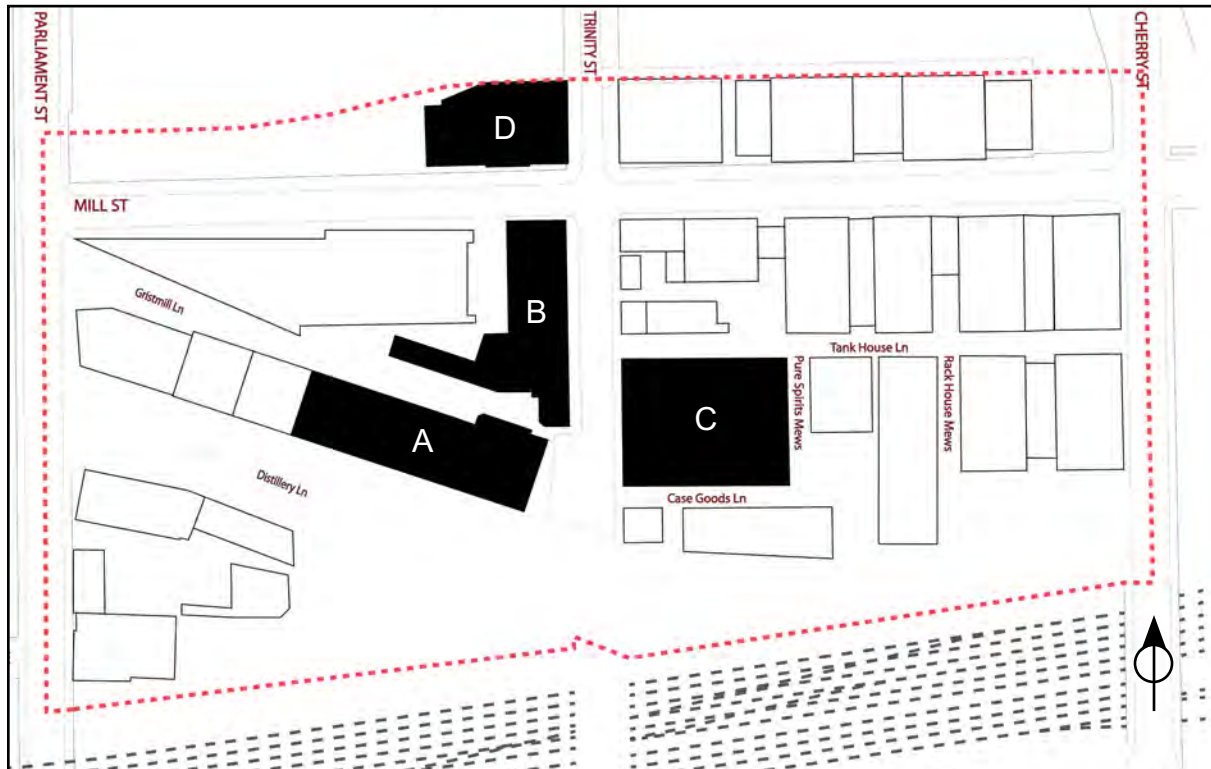 PARLIAMENT ST
TRINITY ST
CHERRY ST
D
MILL ST
Gristmill Ln
B
Tank House Ln
Pure Spirits Mews
Rack House Mews
C
A
Distillery Ln
Case Goods Ln